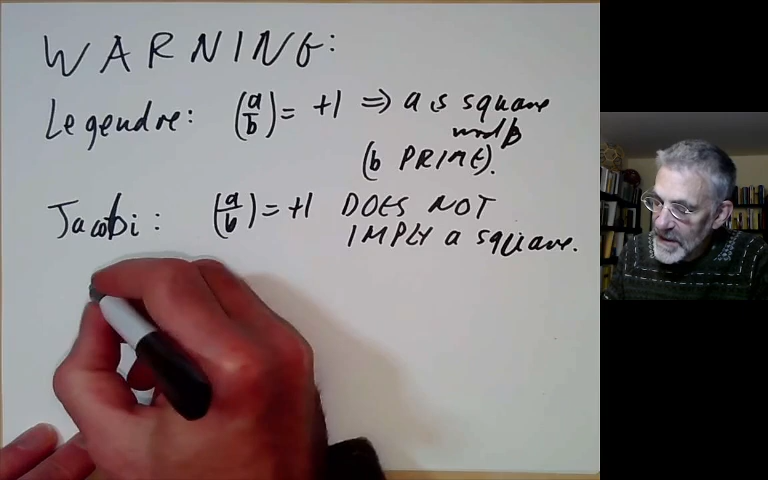 WARNING:
Legendre: (a/b) = +1 ⇒ a is square
mod b
(b PRIME).
Jacobi: (a/b) = +1 DOES NOT
IMPLY a square.